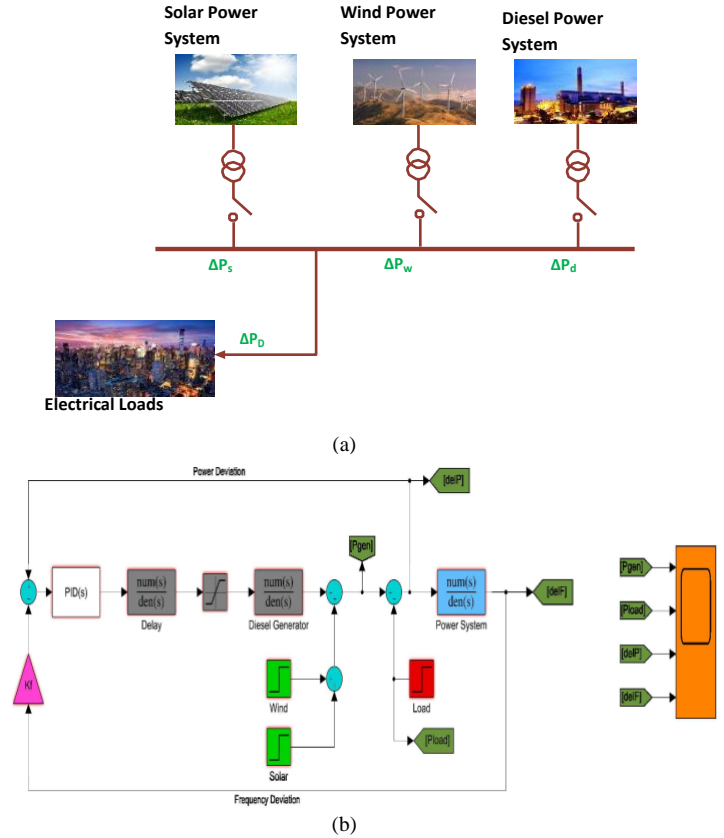 Solar Power
System
Wind Power
System
Diesel Power
System
ΔPs
ΔPw
ΔPd
ΔPD
Electrical Loads
(a)
Power Deviation
[delP]
[Pgen]
PID(s)
num(s)
den(s)
Delay
num(s)
den(s)
Diesel Generator
num(s)
den(s)
Power System
[delF]
Kf
Wind
Solar
Load
[Pload]
Frequency Deviation
[Pgen]
[Pload]
[delP]
[delF]
(b)